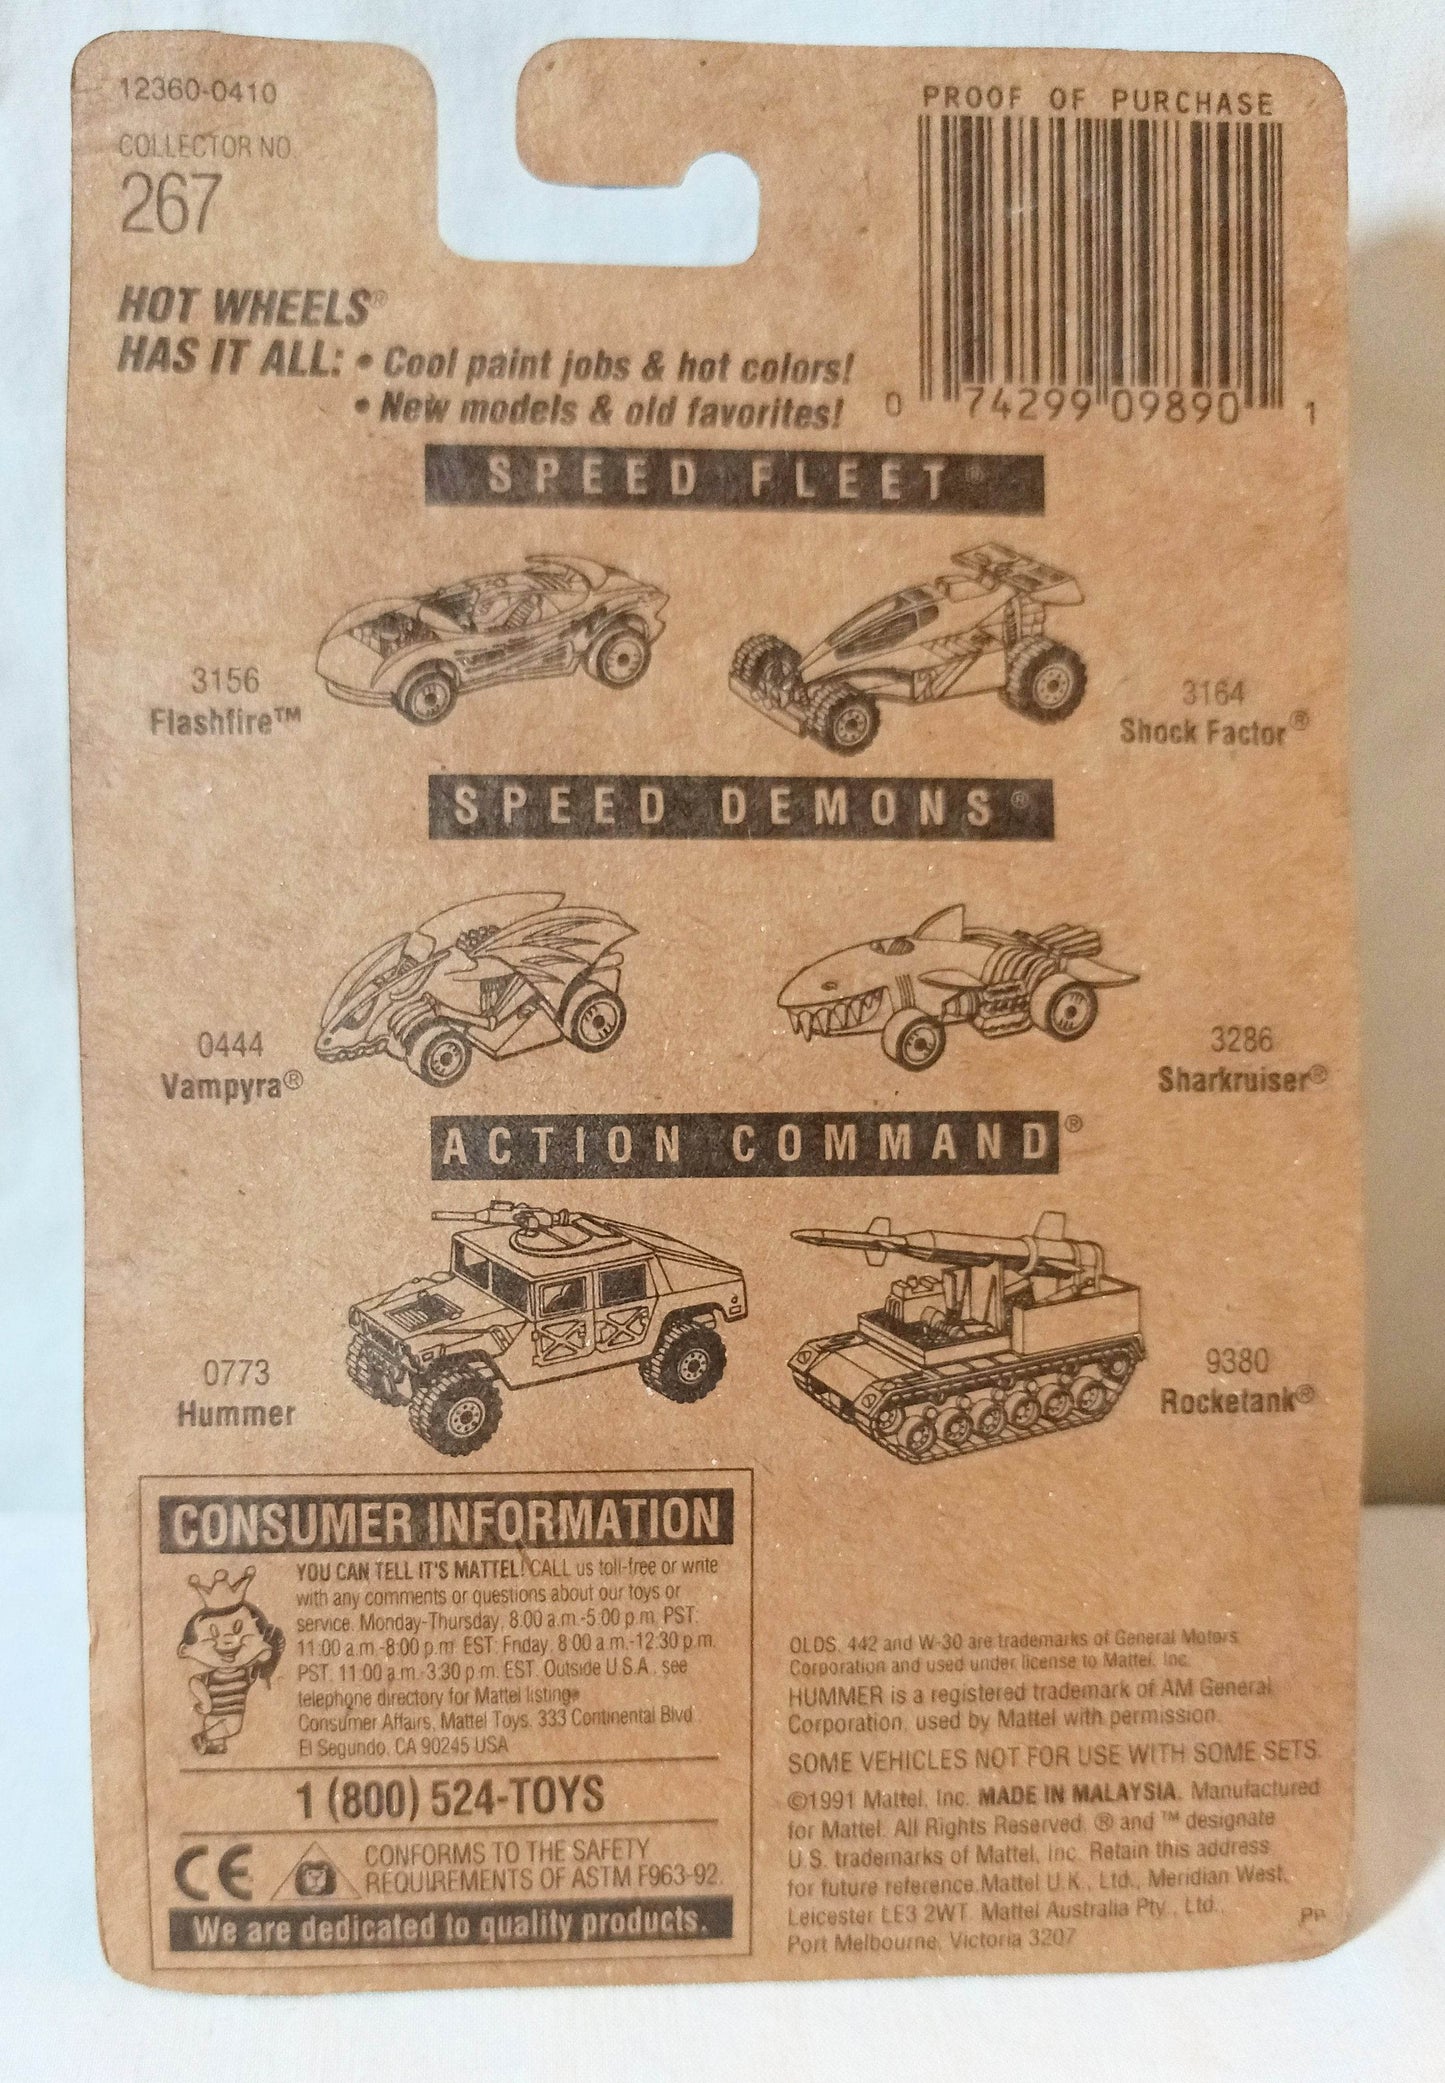 12360-0410
COLLECTOR NO.
267
PROOF OF PURCHASE
0 74299 09890 1
HOT WHEELS®
HAS IT ALL: • Cool paint jobs & hot colors!
• New models & old favorites!
SPEED FLEET®
3156
Flashfire™
3164
Shock Factor®
SPEED DEMONS®
0444
Vampyra®
3286
Sharkruiser®
ACTION COMMAND®
0773
Hummer
9380
Rocketank®
CONSUMER INFORMATION
YOU CAN TELL IT'S MATTEL! CALL us toll-free or write
with any comments or questions about our toys or
service. Monday-Thursday, 8:00 a.m.-5:00 p.m. PST.
11:00 a.m.-8:00 p.m. EST: Friday, 8:00 a.m.-12:30 p.m.
PST. 11:00 a.m.-3:30 p.m. EST. Outside U.S.A., see
telephone directory for Mattel listing.
Consumer Affairs, Mattel Toys, 333 Continental Blvd.
El Segundo, CA 90245 USA
1 (800) 524-TOYS
CE
CONFORMS TO THE SAFETY
REQUIREMENTS OF ASTM F963-92.
We are dedicated to quality products.
OLDS, 442 and W-30 are trademarks of General Motors
Corporation and used under license to Mattel, Inc.
HUMMER is a registered trademark of AM General
Corporation, used by Mattel with permission.
SOME VEHICLES NOT FOR USE WITH SOME SETS.
©1991 Mattel, Inc. MADE IN MALAYSIA. Manufactured
for Mattel. All Rights Reserved. ® and ™ designate
U.S. trademarks of Mattel, Inc. Retain this address
for future reference.Mattel U.K., Ltd., Meridian West,
Leicester LE3 2WT. Mattel Australia Pty., Ltd.,
Port Melbourne, Victoria 3207
PP